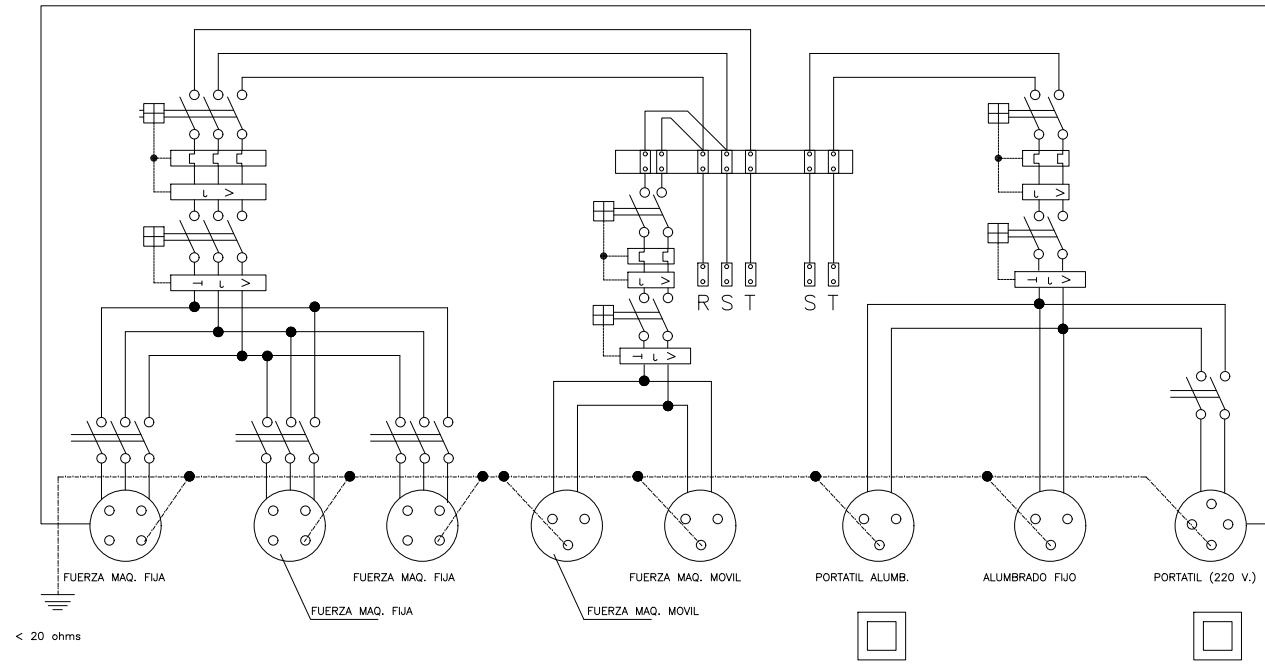 R S T S T
FUERZA MAQ. FIJA
FUERZA MAQ. FIJA
FUERZA MAQ. MOVIL
PORTATIL ALUMB.
ALUMBRADO FIJO
PORTATIL (220 V.)
FUERZA MAQ. FIJA
FUERZA MAQ. MOVIL
< 20 ohms